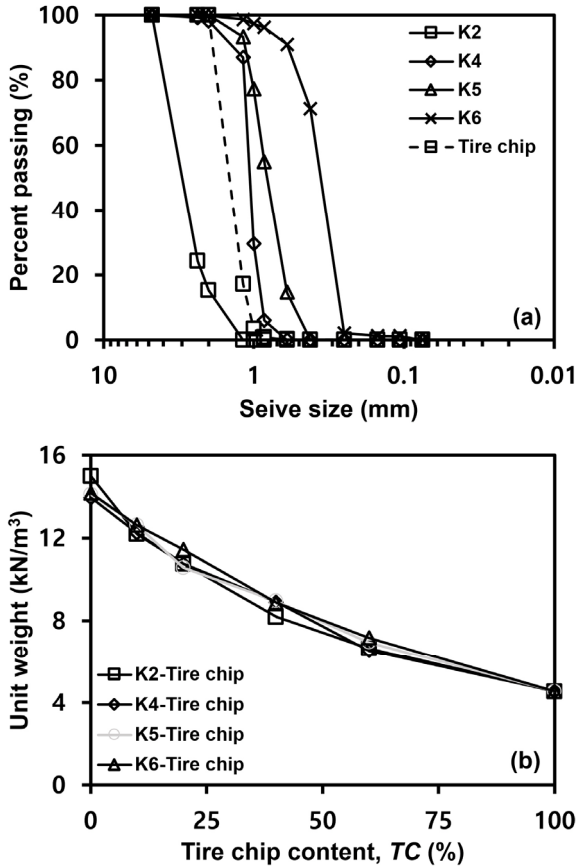 100
80
60
40
20
0
Percent passing (%)
K2
K4
K5
K6
Tire chip
(a)
10
1
0.1
0.01
Seive size (mm)
16
12
8
4
0
Unit weight (kN/m³)
K2-Tire chip
K4-Tire chip
K5-Tire chip
K6-Tire chip
(b)
0
25
50
75
100
Tire chip content, TC (%)